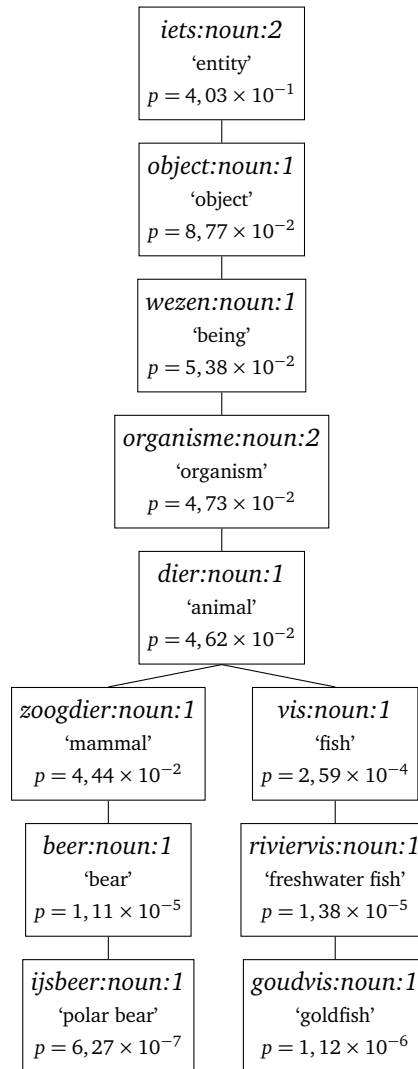 iets:noun:2
‘entity’
p = 4, 03 × 10⁻¹
object:noun:1
‘object’
p = 8, 77 × 10⁻²
wezen:noun:1
‘being’
p = 5, 38 × 10⁻²
organisme:noun:2
‘organism’
p = 4, 73 × 10⁻²
dier:noun:1
‘animal’
p = 4, 62 × 10⁻²
zoogdier:noun:1
‘mammal’
p = 4, 44 × 10⁻²
vis:noun:1
‘fish’
p = 2, 59 × 10⁻⁴
beer:noun:1
‘bear’
p = 1, 11 × 10⁻⁵
riviervis:noun:1
‘freshwater fish’
p = 1, 38 × 10⁻⁵
ijsbeer:noun:1
‘polar bear’
p = 6, 27 × 10⁻⁷
goudvis:noun:1
‘goldfish’
p = 1, 12 × 10⁻⁶